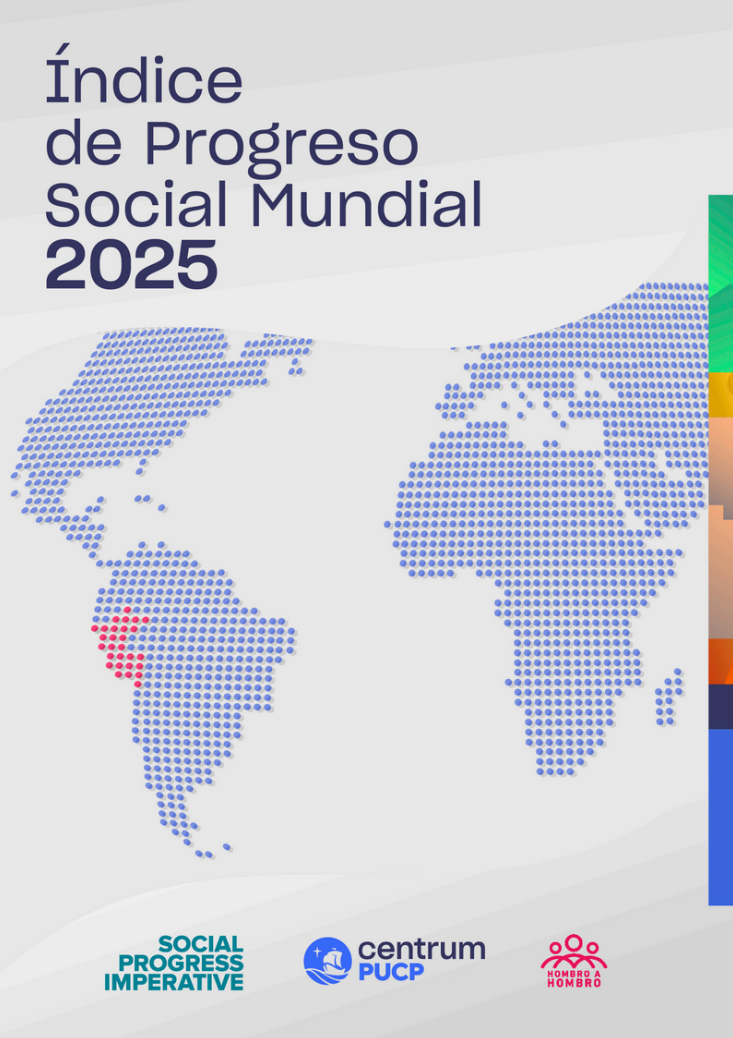 Índice
de Progreso
Social Mundial
2025
SOCIAL
PROGRESS
IMPERATIVE
centrum
PUCP
HOMBRO A
HOMBRO